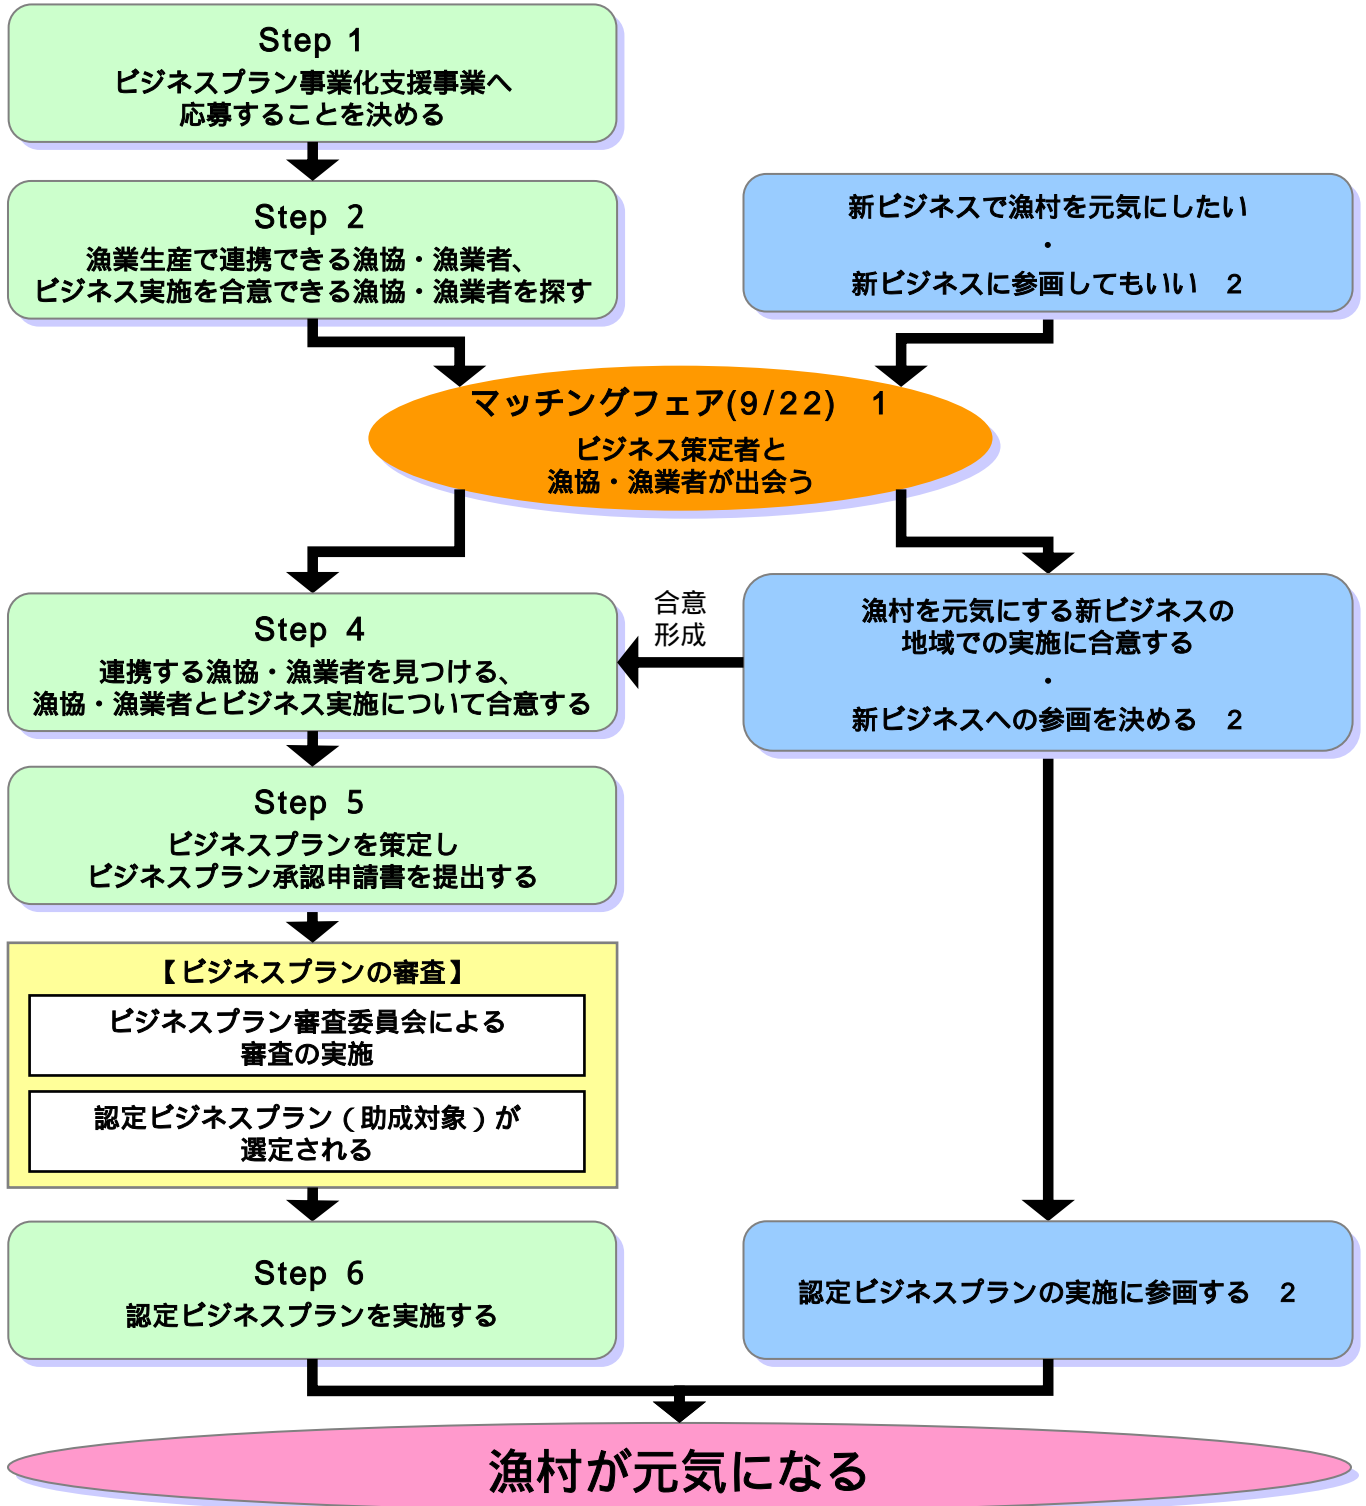 Step 1
ビジネスプラン事業化支援事業へ
応募することを決める
Step 2
漁業生産で連携できる漁協・漁業者、
ビジネス実施を合意できる漁協・漁業者を探す
新ビジネスで漁村を元気にしたい
・
新ビジネスに参画してもいい 2
マッチングフェア(9/22) 1
ビジネス策定者と
漁協・漁業者が出会う
合意
形成
Step 4
連携する漁協・漁業者を見つける、
漁協・漁業者とビジネス実施について合意する
漁村を元気にする新ビジネスの
地域での実施に合意する
・
新ビジネスへの参画を決める 2
Step 5
ビジネスプランを策定し
ビジネスプラン承認申請書を提出する
【ビジネスプランの審査】
ビジネスプラン審査委員会による
審査の実施
認定ビジネスプラン（助成対象）が
選定される
Step 6
認定ビジネスプランを実施する
認定ビジネスプランの実施に参画する 2
漁村が元気になる